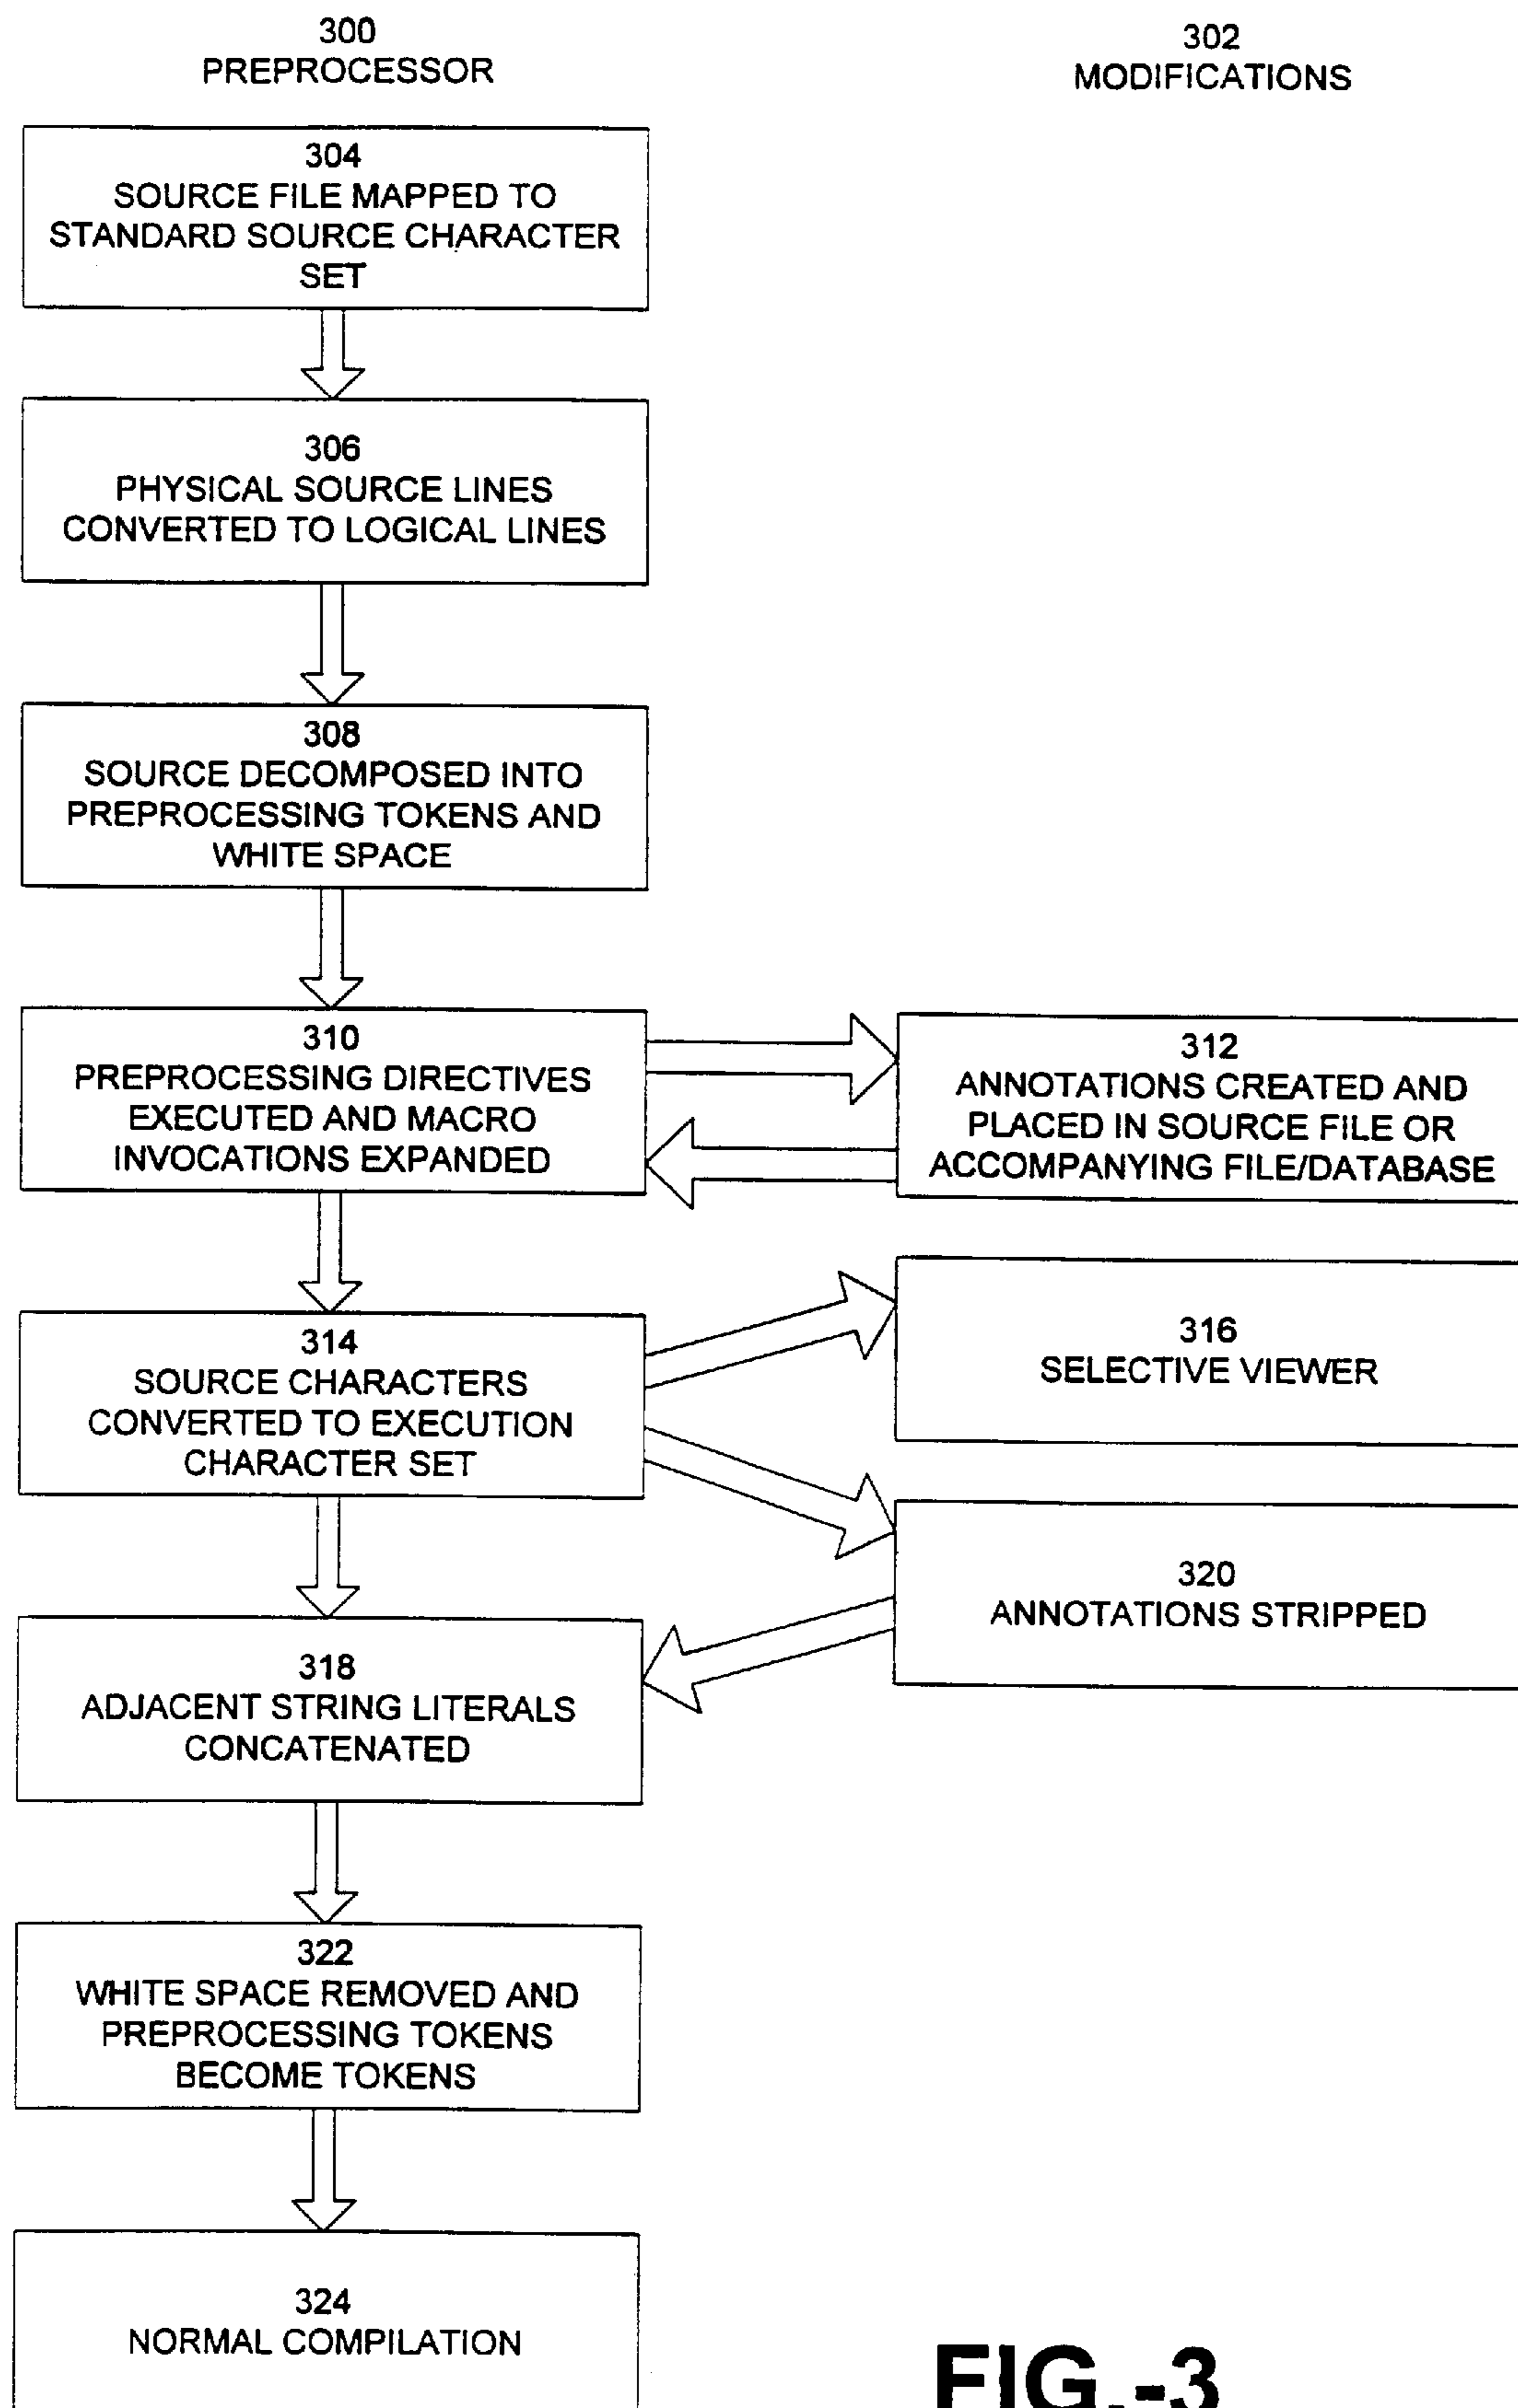 300
PREPROCESSOR
302
MODIFICATIONS
304
SOURCE FILE MAPPED TO
STANDARD SOURCE CHARACTER
SET
306
PHYSICAL SOURCE LINES
CONVERTED TO LOGICAL LINES
308
SOURCE DECOMPOSED INTO
PREPROCESSING TOKENS AND
WHITE SPACE
310
PREPROCESSING DIRECTIVES
EXECUTED AND MACRO
INVOCATIONS EXPANDED
312
ANNOTATIONS CREATED AND
PLACED IN SOURCE FILE OR
ACCOMPANYING FILE/DATABASE
314
SOURCE CHARACTERS
CONVERTED TO EXECUTION
CHARACTER SET
316
SELECTIVE VIEWER
320
ANNOTATIONS STRIPPED
318
ADJACENT STRING LITERALS
CONCATENATED
322
WHITE SPACE REMOVED AND
PREPROCESSING TOKENS
BECOME TOKENS
324
NORMAL COMPILATION
FIG.-3